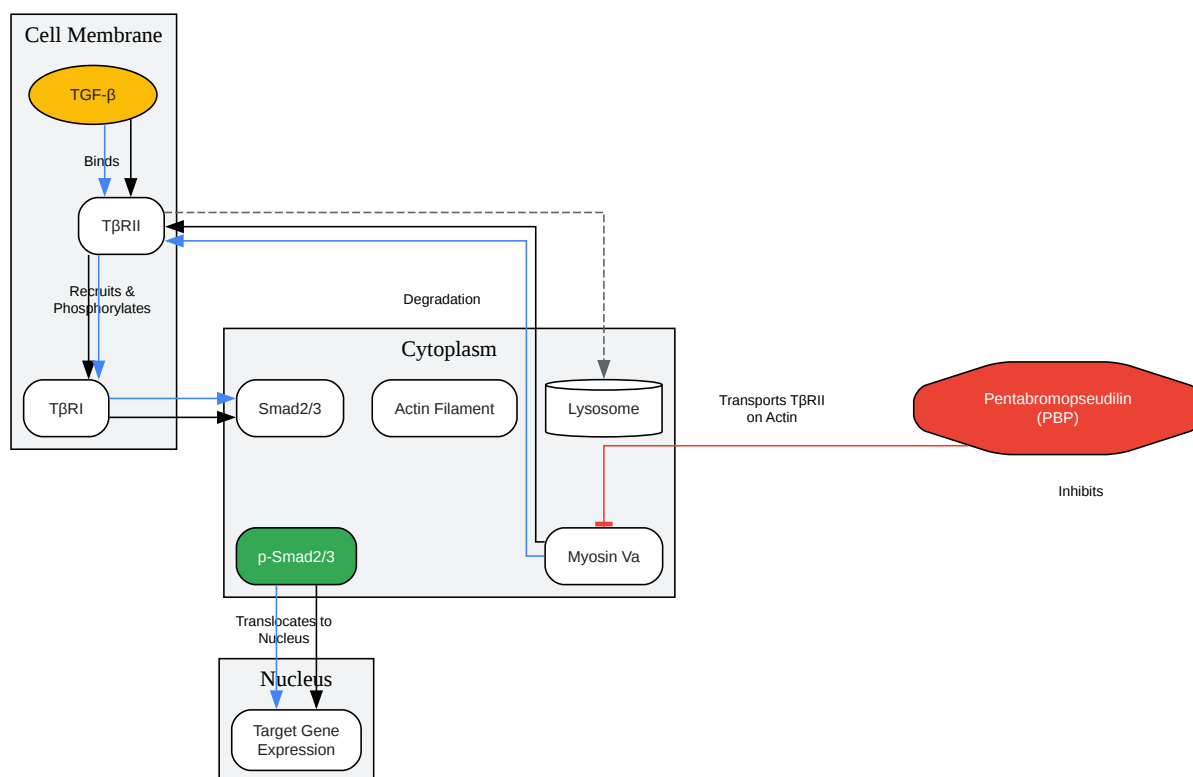 Cell Membrane
TGF-β
Binds
TβRII
Recruits &
Phosphorylates
Degradation
Cytoplasm
TβRI
Smad2/3
Actin Filament
Lysosome
Transports TβRII
on Actin
Pentabromopseudilin
(PBP)
Inhibits
p-Smad2/3
Myosin Va
Translocates to
Nucleus
Nucleus
Target Gene
Expression